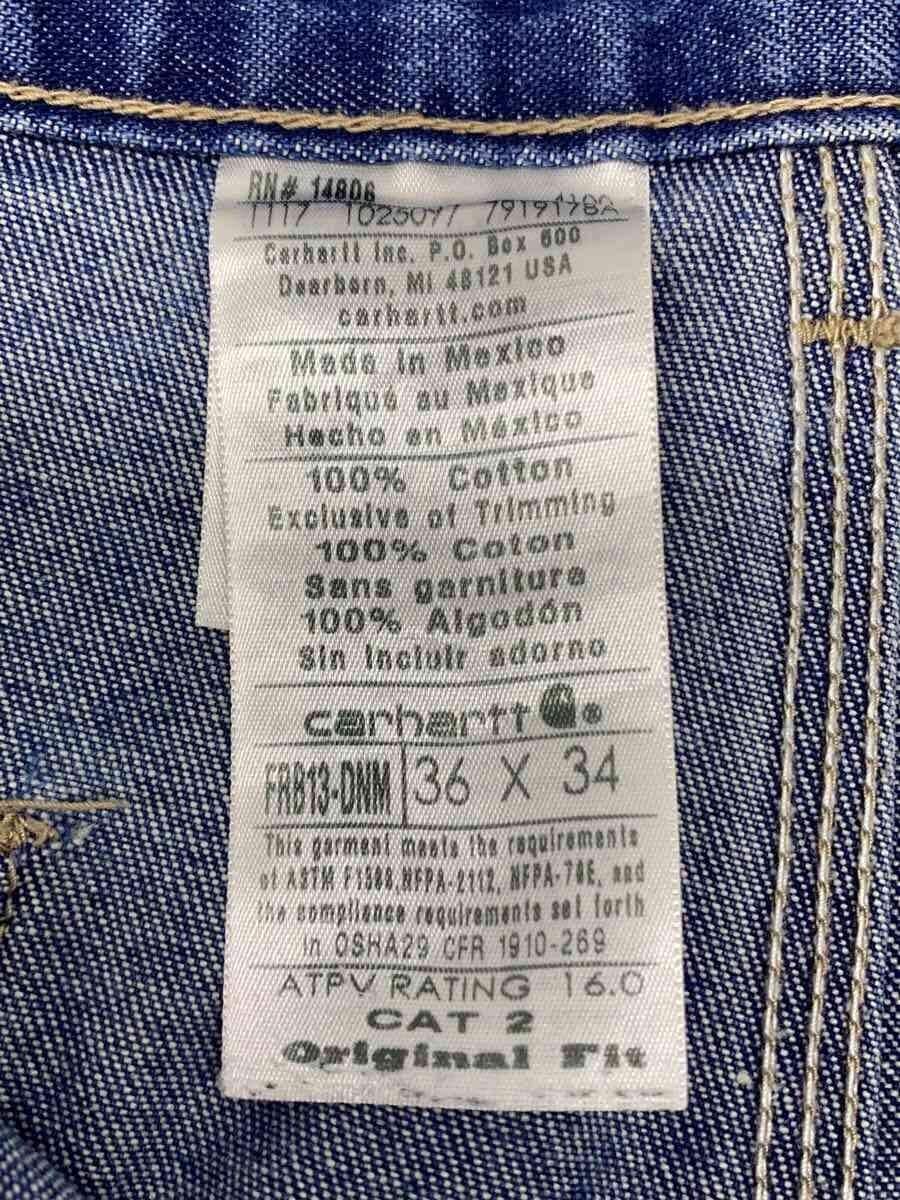 RN# 14806
1117 1025077
Carhartt Inc. P.O. Box 600
Dearborn, MI 48121 USA
carhartt.com
Made in Mexico
Fabriqué au Mexique
Hecho en México
100% Cotton
Exclusive of Trimming
100% Coton
Sans garniture
100% Algodón
Sin Incluir adorno
carhartt
FRB13-DNM 36 X 34
This garment meets the requirements
of ASTM F1506, NFPA-2112, NFPA-70E, and
the compliance requirements set forth
in OSHA29 CFR 1910-269
ATPV RATING 16.0
CAT 2
Original Fit